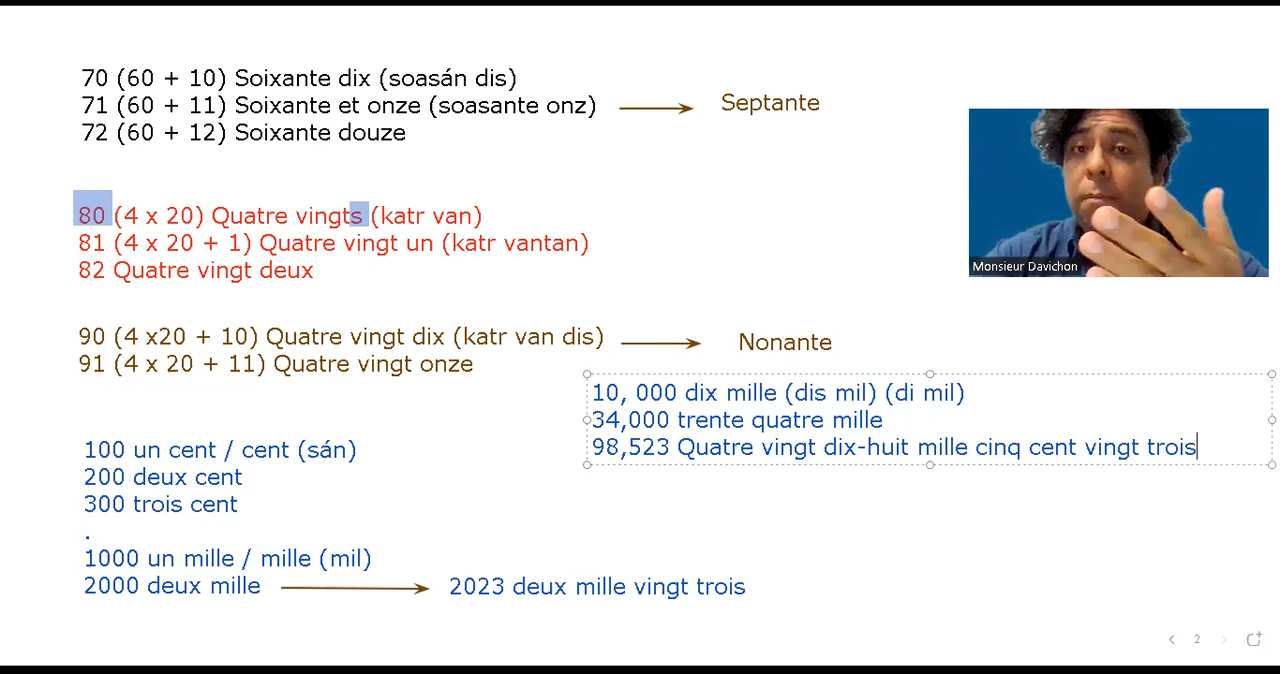 70 (60 + 10) Soixante dix (soasán dis)
71 (60 + 11) Soixante et onze (soasante onz)
Septante
72 (60 + 12) Soixante douze
80 (4 x 20) Quatre vingts (katr van)
81 (4 x 20 + 1) Quatre vingt un (katr vantan)
82 Quatre vingt deux
Monsieur Davichon
90 (4 x20 + 10) Quatre vingt dix (katr van dis)
Nonante
91 (4 x 20 + 11) Quatre vingt onze
10, 000 dix mille (dis mil) (di mil)
34,000 trente quatre mille
98,523 Quatre vingt dix-huit mille cinq cent vingt trois
100 un cent / cent (sán)
200 deux cent
300 trois cent
.
1000 un mille / mille (mil)
2000 deux mille
2023 deux mille vingt trois
2